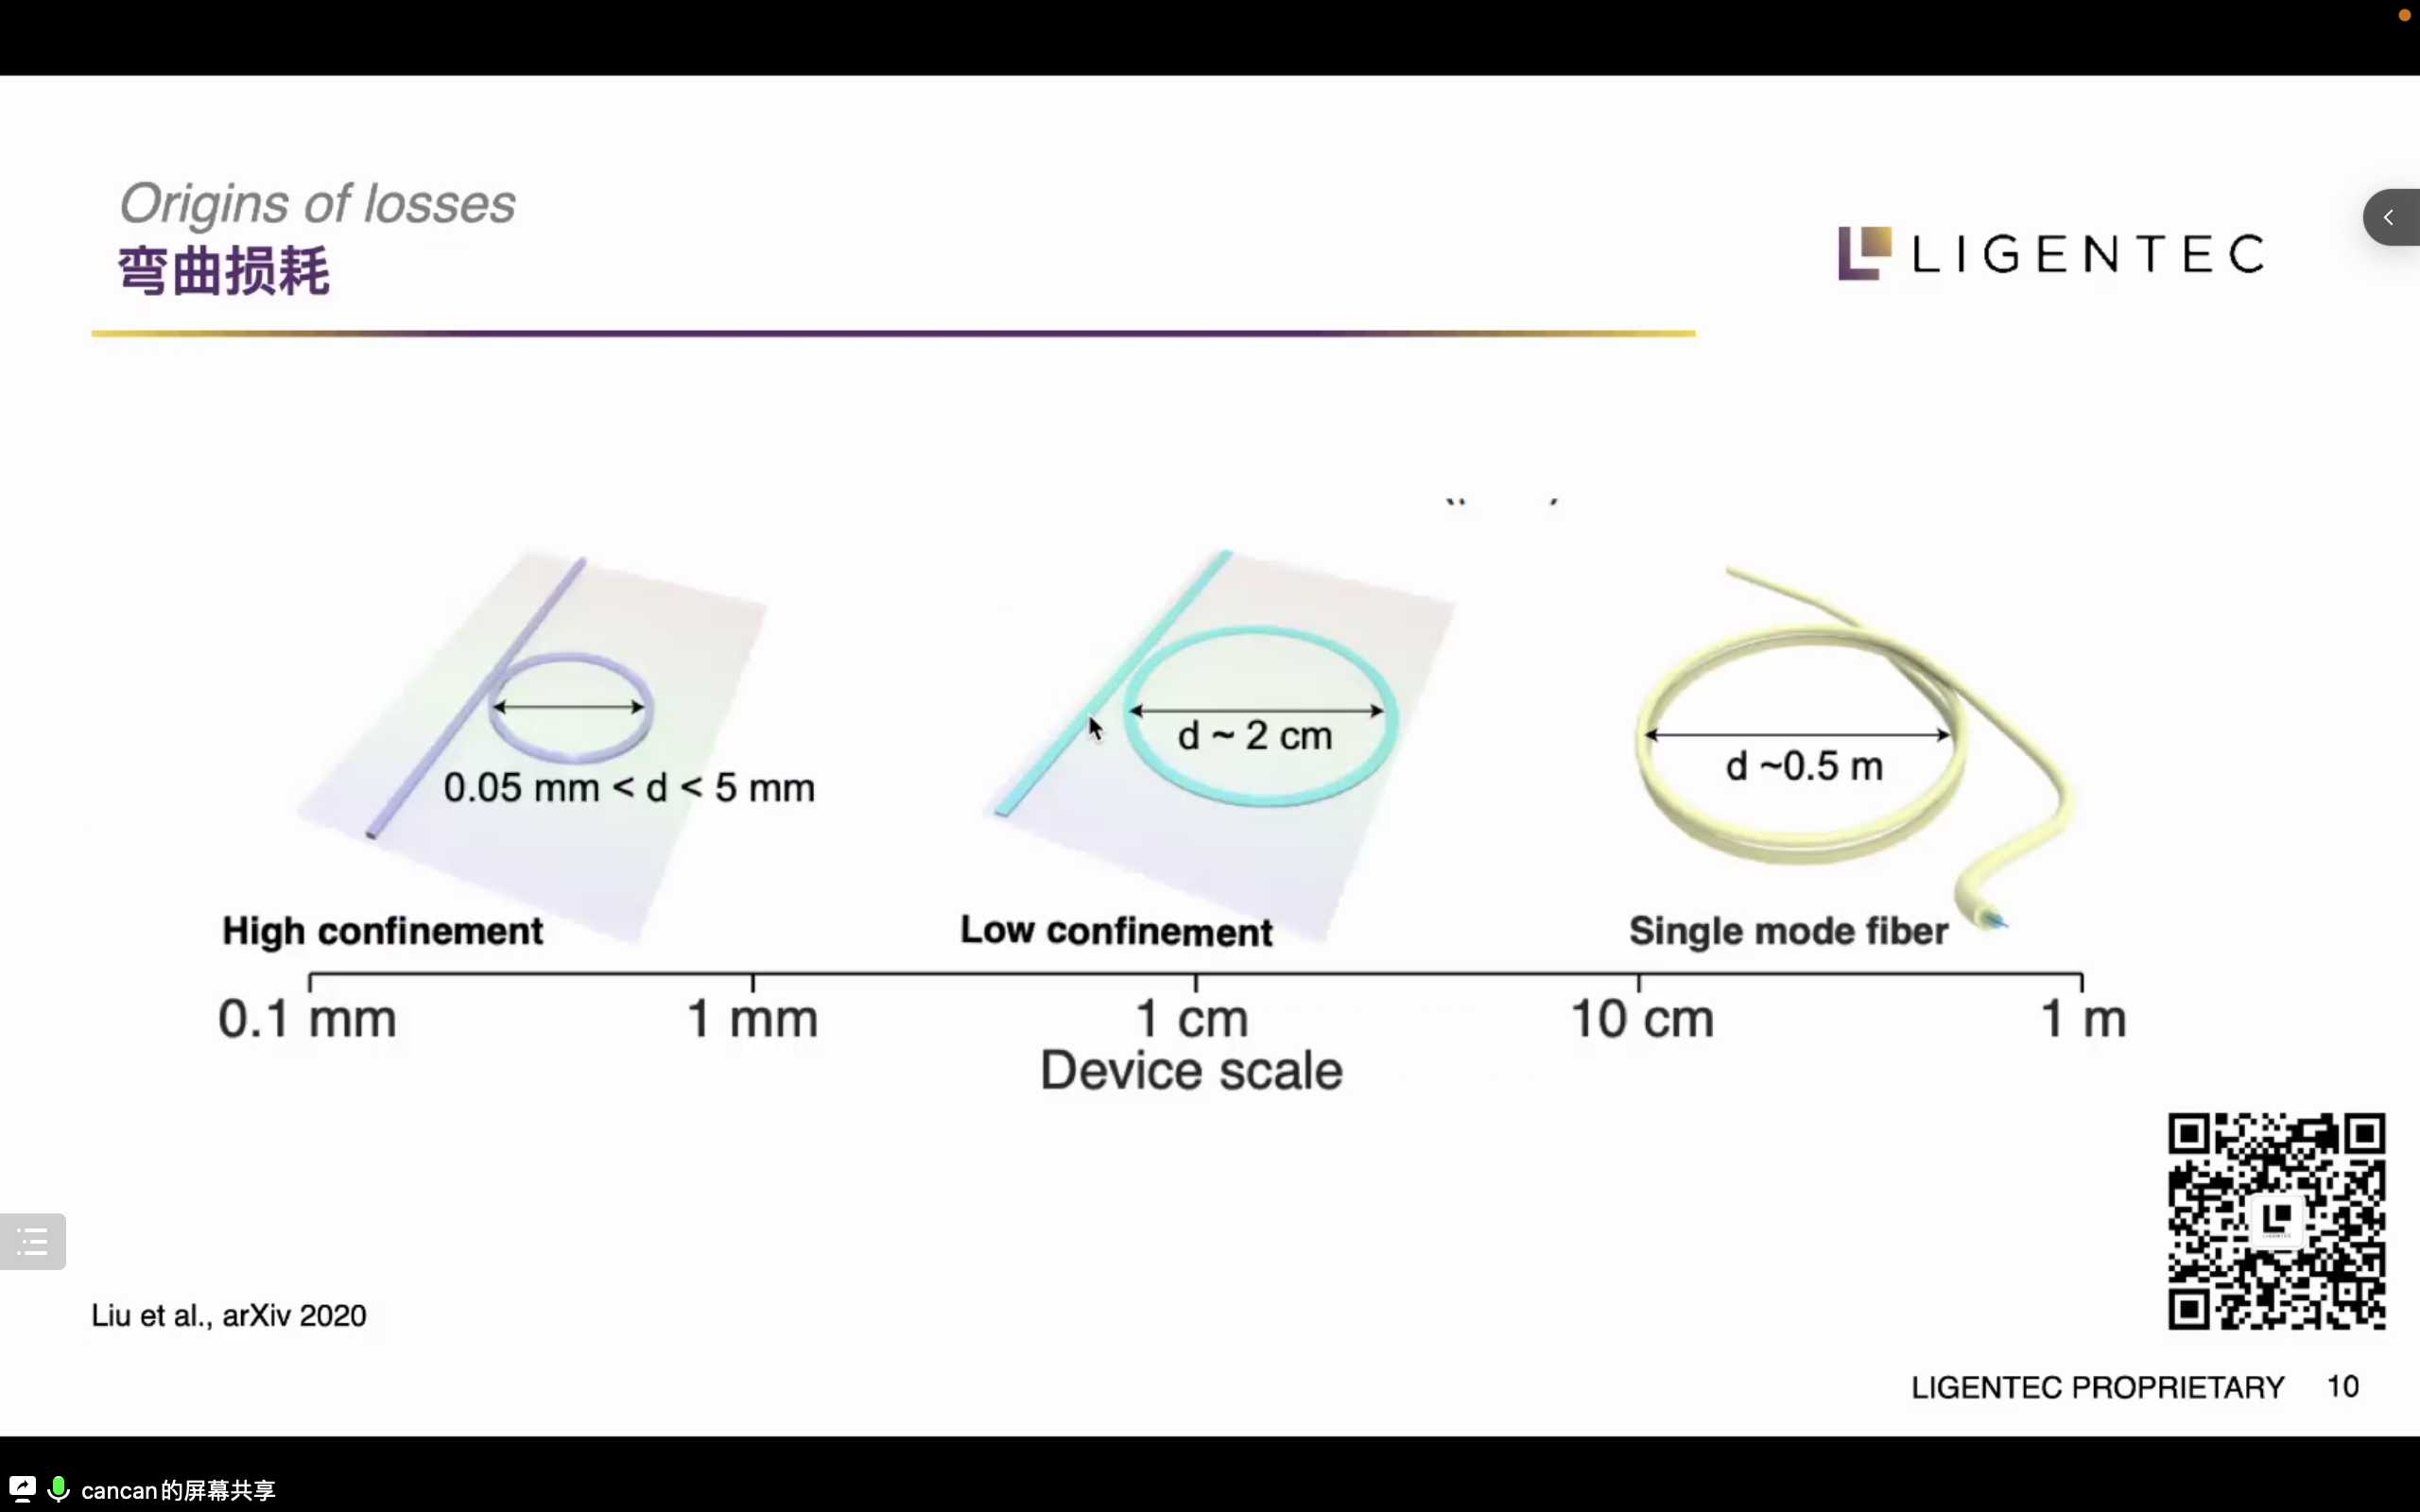 Origins of losses
弯曲损耗
LIGENTEC
0.05 mm < d < 5 mm
d ~ 2 cm
d ~0.5 m
High confinement
Low confinement
Single mode fiber
0.1 mm
1 mm
1 cm
10 cm
1 m
Device scale
Liu et al., arXiv 2020
LIGENTEC PROPRIETARY 10
cancan的屏幕共享